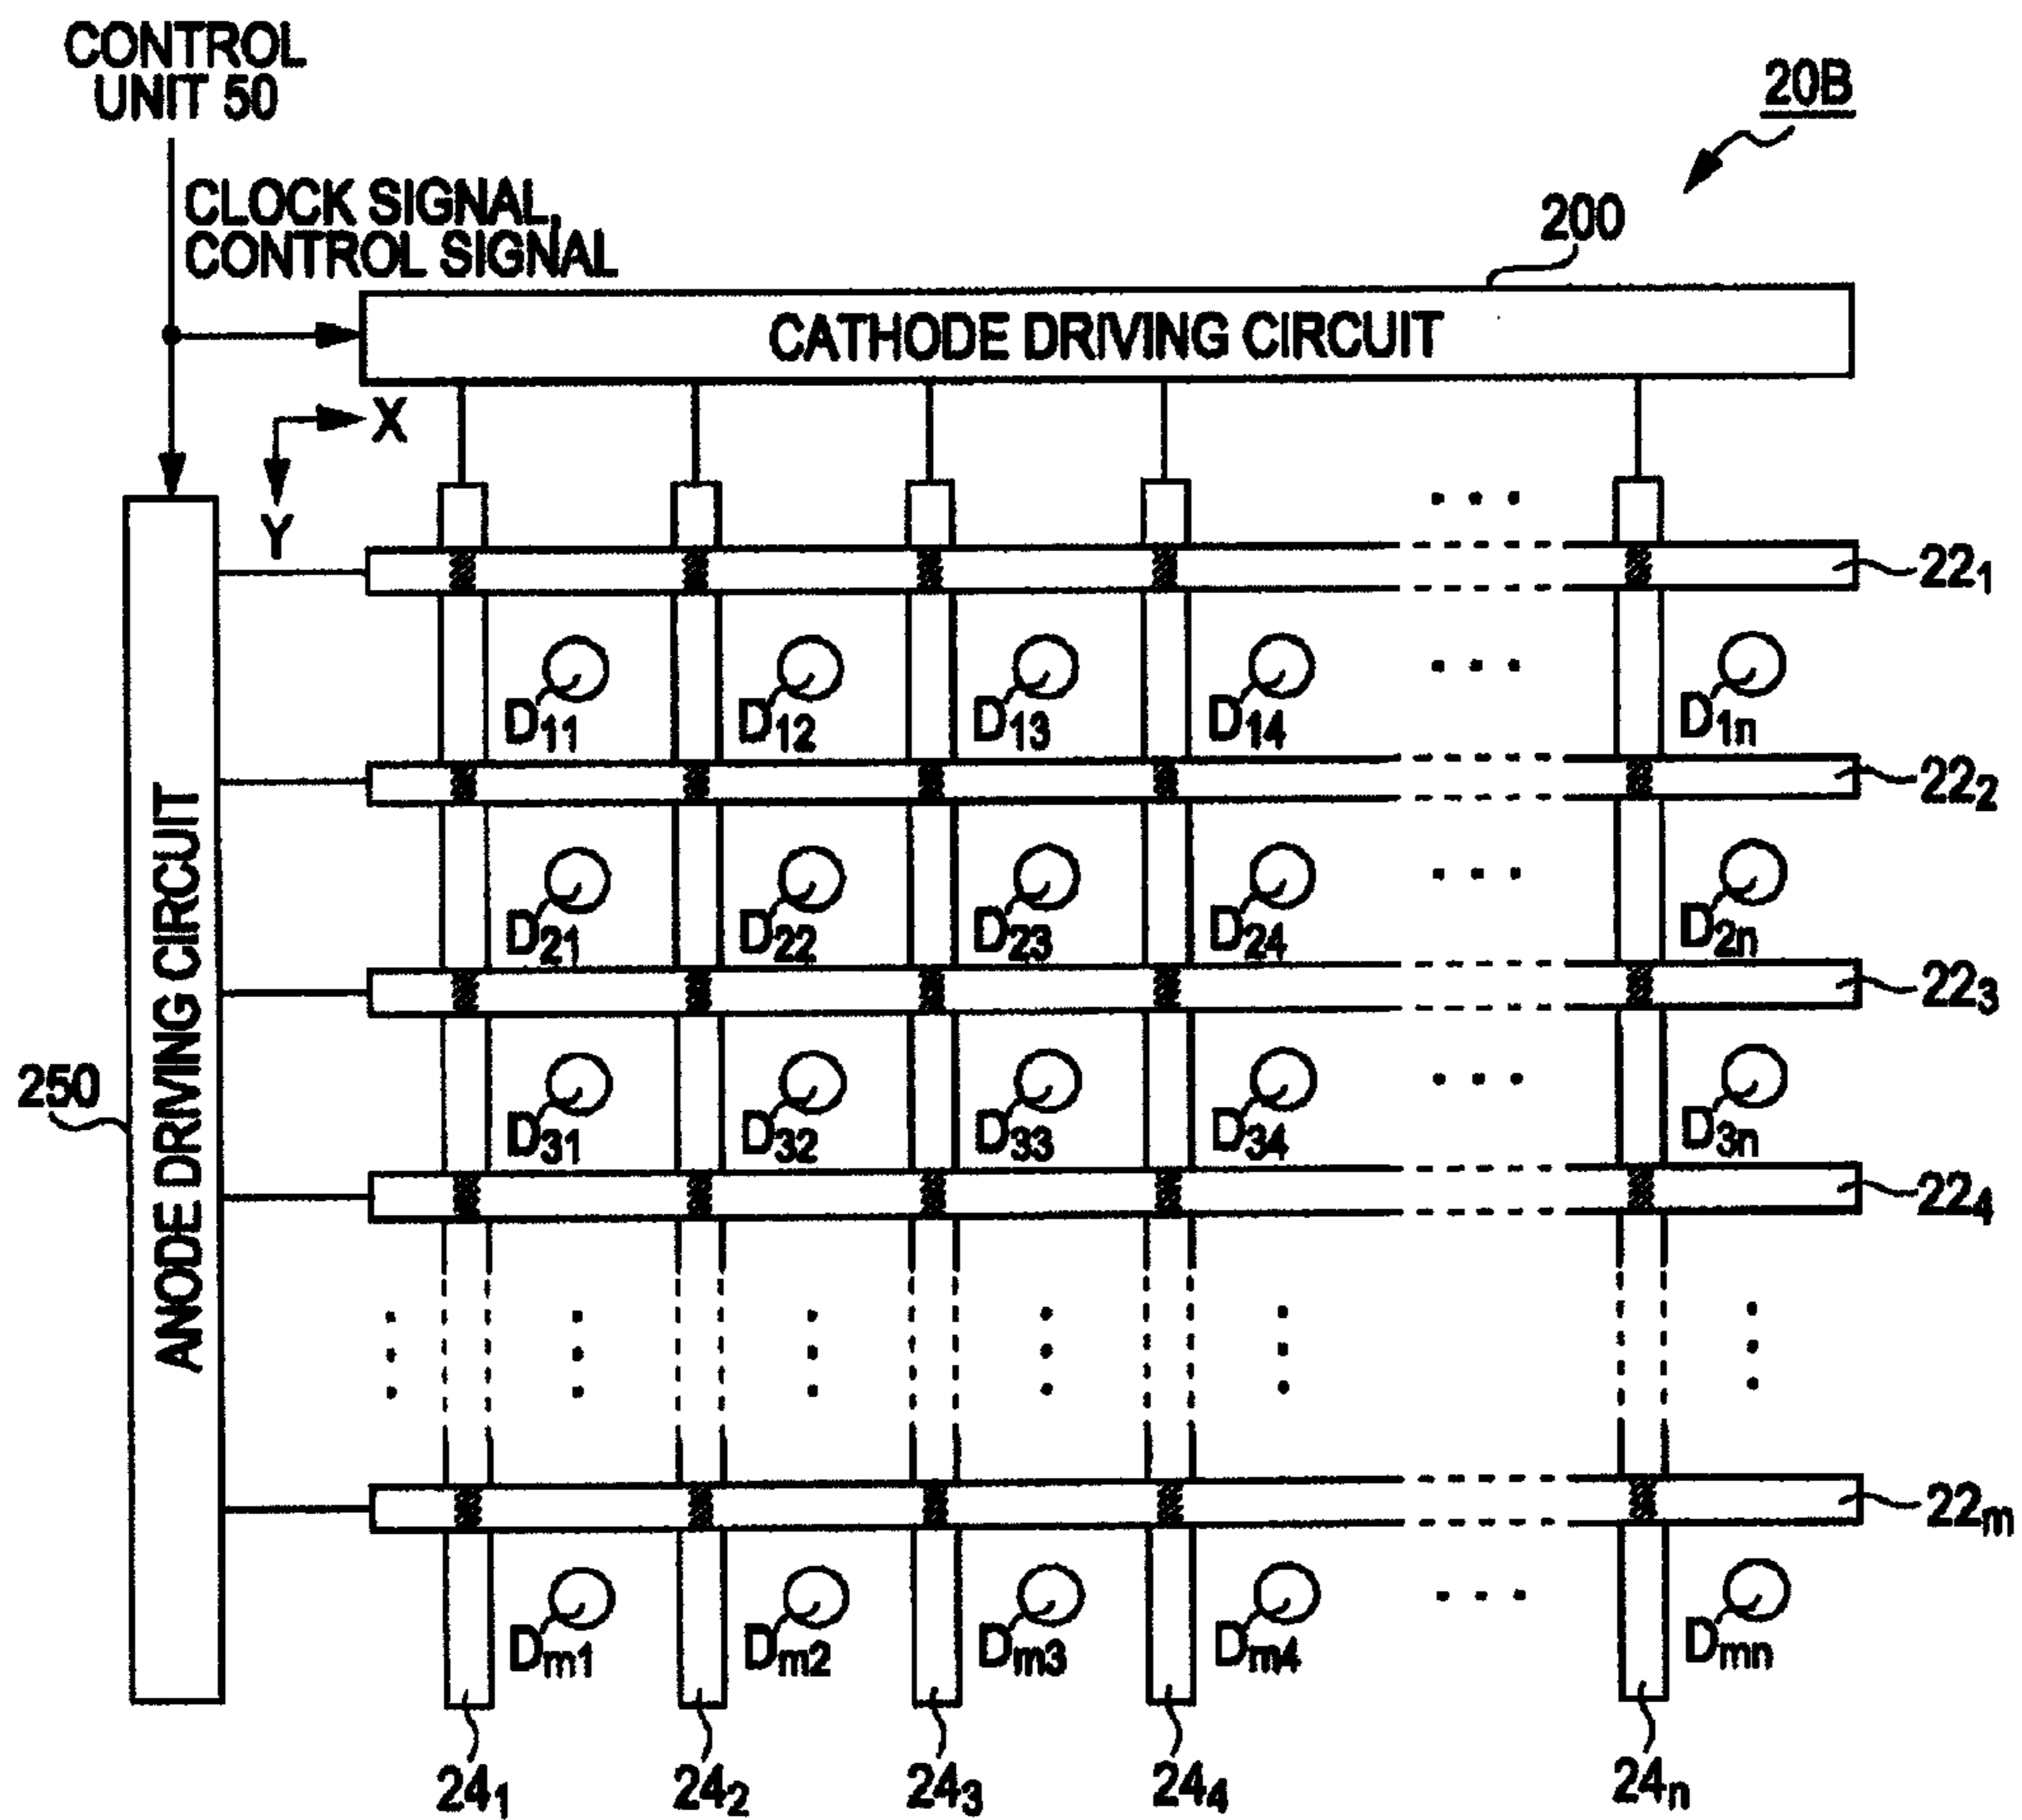 CONTROL
UNIT 50
20B
CLOCK SIGNAL,
CONTROL SIGNAL
200
CATHODE DRIVING CIRCUIT
X
Y
22₁
D₁₁ D₁₂ D₁₃ D₁₄ D₁ₙ
22₂
D₂₁ D₂₂ D₂₃ D₂₄ D₂ₙ
22₃
250
ANODE DRIVING CIRCUIT
D₃₁ D₃₂ D₃₃ D₃₄ D₃ₙ
22₄
22ₘ
Dₘ₁ Dₘ₂ Dₘ₃ Dₘ₄ Dₘₙ
24₁ 24₂ 24₃ 24₄ 24ₙ